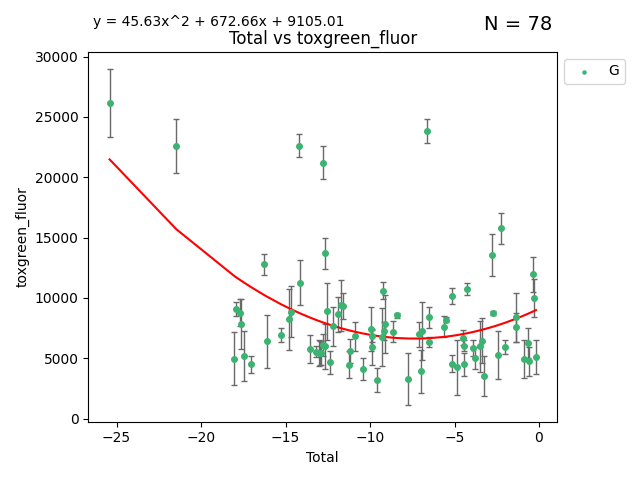 y = 45.63x^2 + 672.66x + 9105.01
N = 78
Total vs toxgreen_fluor
G
30000
25000
20000
15000
10000
5000
0
toxgreen_fluor
−25
−20
−15
−10
−5
0
Total